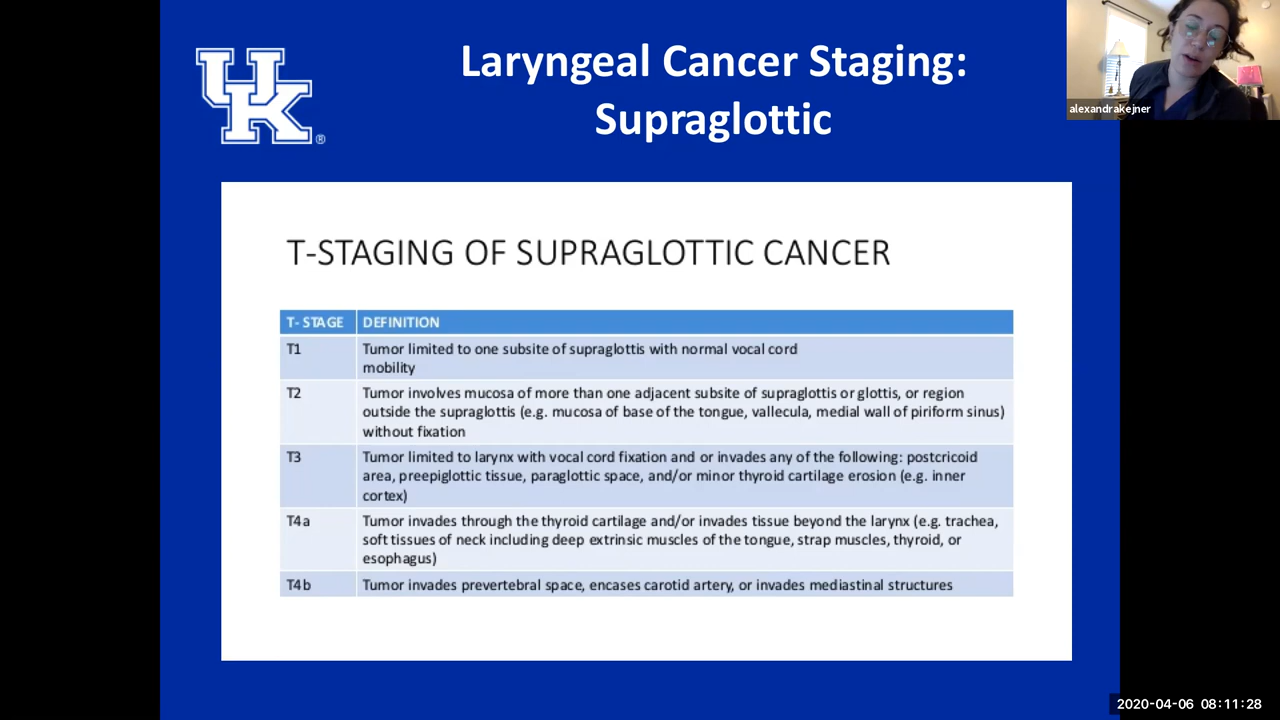 UK
®
Laryngeal Cancer Staging:
Supraglottic
alexandrakejner
T-STAGING OF SUPRAGLOTTIC CANCER
T- STAGE DEFINITION
T1 Tumor limited to one subsite of supraglottis with normal vocal cord
mobility
T2 Tumor involves mucosa of more than one adjacent subsite of supraglottis or glottis, or region
outside the supraglottis (e.g. mucosa of base of the tongue, vallecula, medial wall of piriform sinus)
without fixation
T3 Tumor limited to larynx with vocal cord fixation and or invades any of the following: postcricoid
area, preepiglottic tissue, paraglottic space, and/or minor thyroid cartilage erosion (e.g. inner
cortex)
T4a Tumor invades through the thyroid cartilage and/or invades tissue beyond the larynx (e.g. trachea,
soft tissues of neck including deep extrinsic muscles of the tongue, strap muscles, thyroid, or
esophagus)
T4b Tumor invades prevertebral space, encases carotid artery, or invades mediastinal structures
2020-04-06 08:11:28